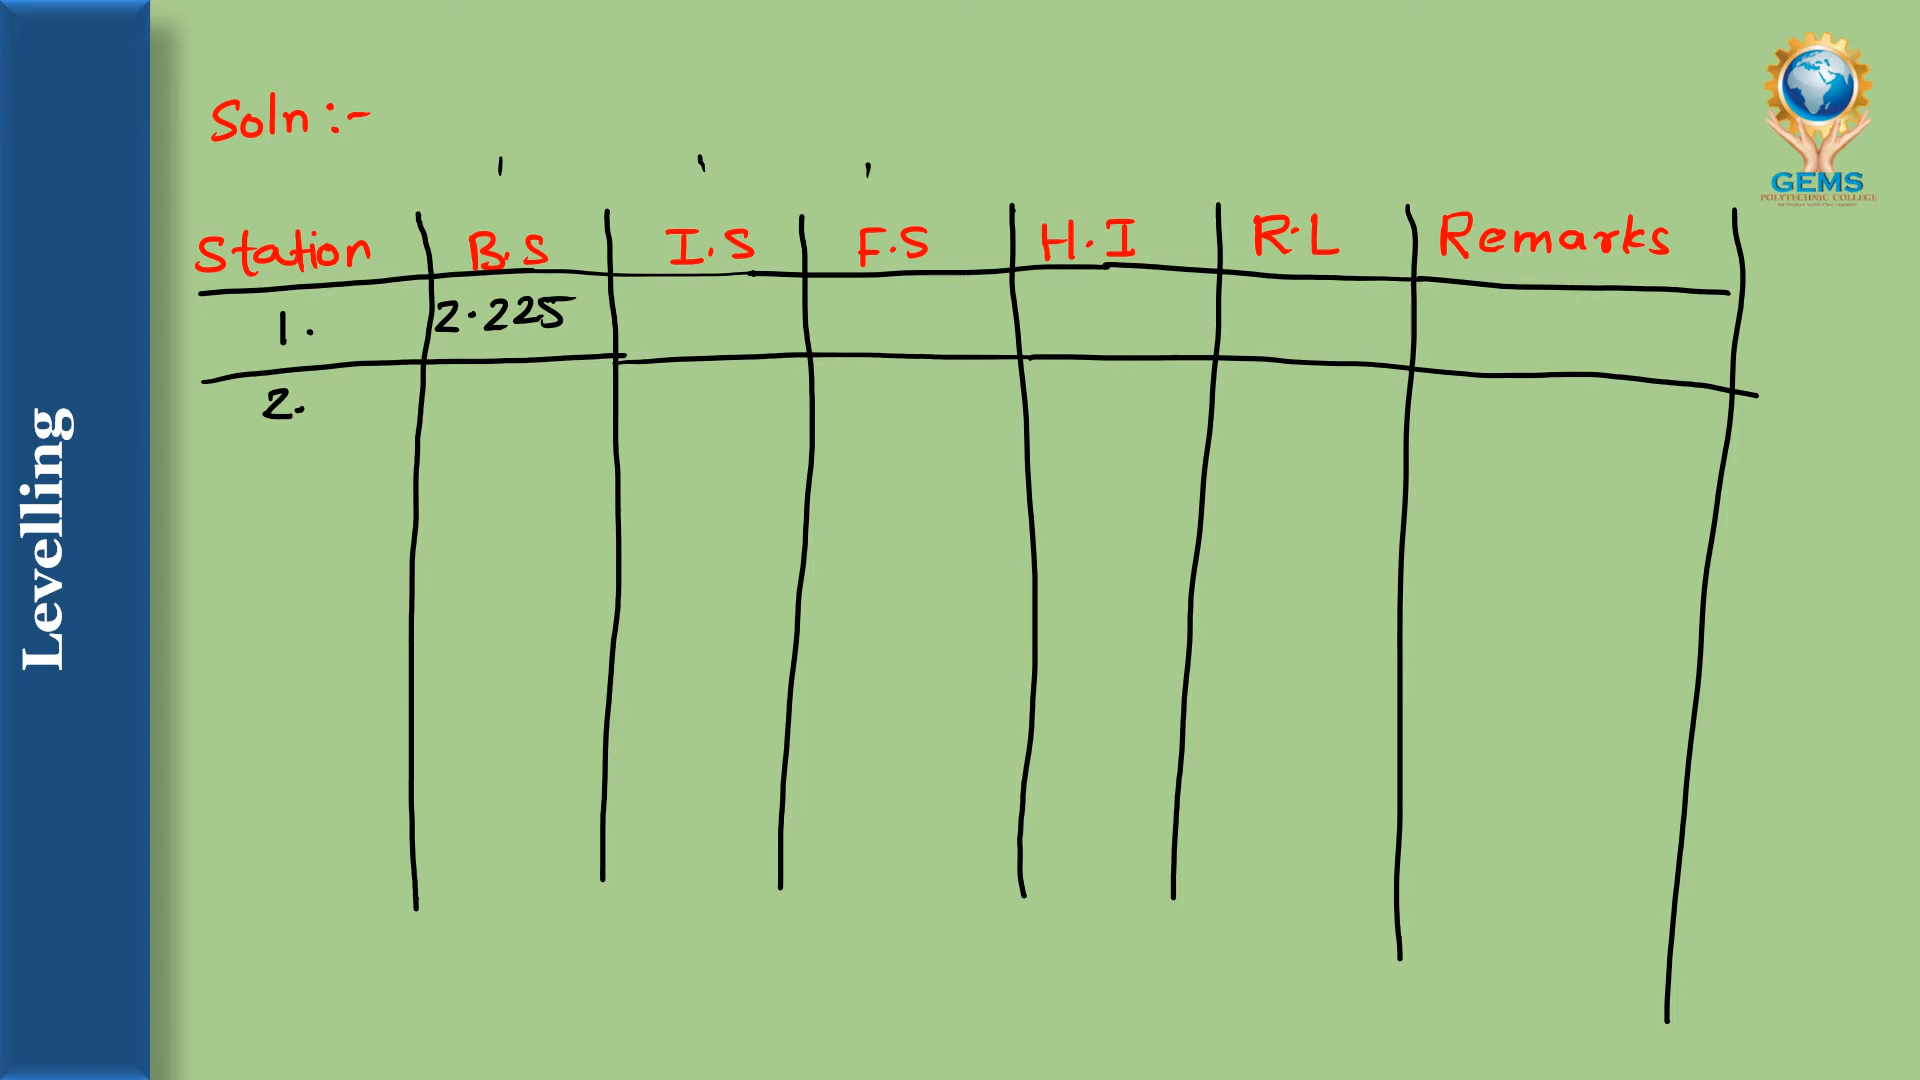 Levelling
Soln :-
GEMS
POLYTECHNIC COLLEGE
Station B.S I.S F.S H.I R.L Remarks
1. 2.225
2.